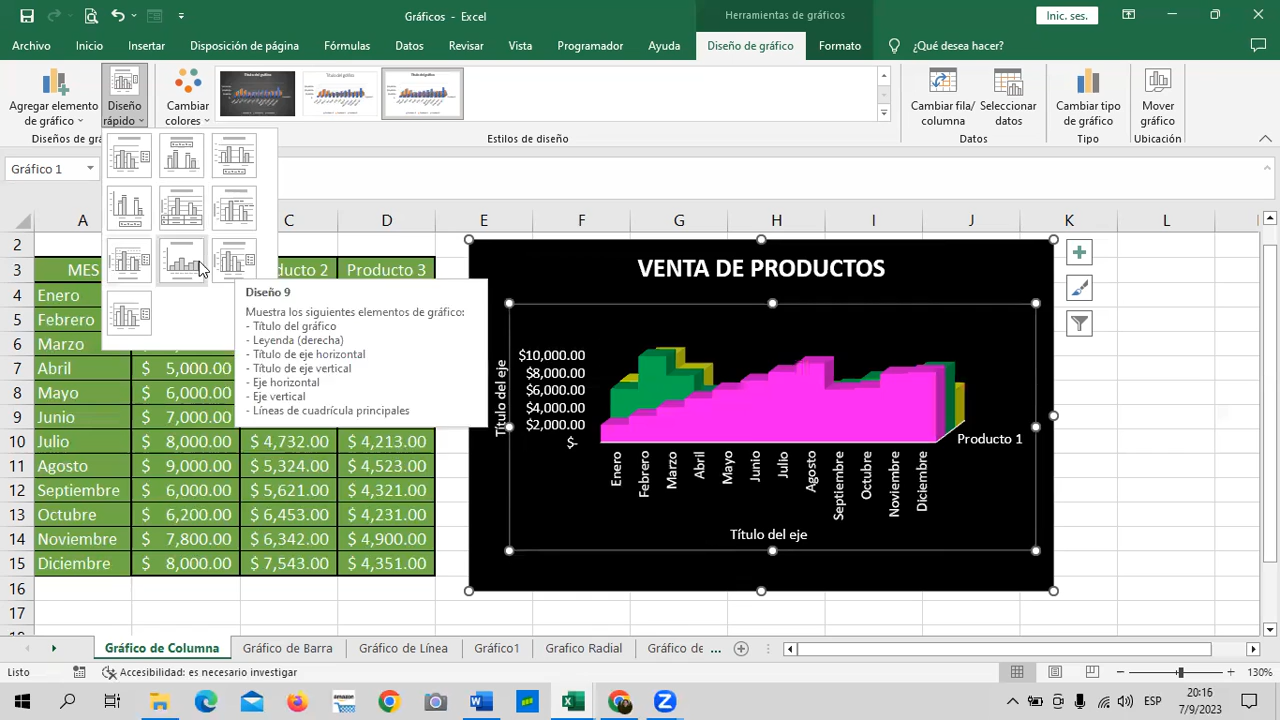 Gráficos - Excel
Herramientas de gráficos
Inic. ses.
Archivo Inicio Insertar Disposición de página Fórmulas Datos Revisar Vista Programador Ayuda Diseño de gráfico Formato ¿Qué desea hacer?
Agregar elemento de gráfico
Diseño rápido
Cambiar colores
Cambiar fila/ columna
Seleccionar datos
Cambiar tipo de gráfico
Mover gráfico
Diseños de grá
Estilos de diseño
Datos
Tipo
Ubicación
Gráfico 1
A C D E F G H I J K L
2
3 MES ducto 2 Producto 3
4 Enero
5 Febrero
6 Marzo
7 Abril $ 5,000.00
8 Mayo $ 6,000.00
9 Junio $ 7,000.00
10 Julio $ 8,000.00 $ 4,732.00 $ 4,213.00
11 Agosto $ 9,000.00 $ 5,324.00 $ 4,523.00
12 Septiembre $ 6,000.00 $ 5,621.00 $ 4,321.00
13 Octubre $ 6,200.00 $ 6,453.00 $ 4,231.00
14 Noviembre $ 7,800.00 $ 6,342.00 $ 4,900.00
15 Diciembre $ 8,000.00 $ 7,543.00 $ 4,351.00
16
17
Diseño 9
Muestra los siguientes elementos de gráfico:
- Título del gráfico
- Leyenda (derecha)
- Título de eje horizontal
- Título de eje vertical
- Eje horizontal
- Eje vertical
- Líneas de cuadrícula principales
VENTA DE PRODUCTOS
Título del eje
$10,000.00
$8,000.00
$6,000.00
$4,000.00
$2,000.00
$-
Producto 1
Enero Febrero Marzo Abril Mayo Junio Julio Agosto Septiembre Octubre Noviembre Diciembre
Título del eje
Gráfico de Columna Gráfico de Barra Gráfico de Línea Gráfico1 Grafico Radial Gráfico de ...
Listo Accesibilidad: es necesario investigar 130%
ESP
20:16
7/9/2023